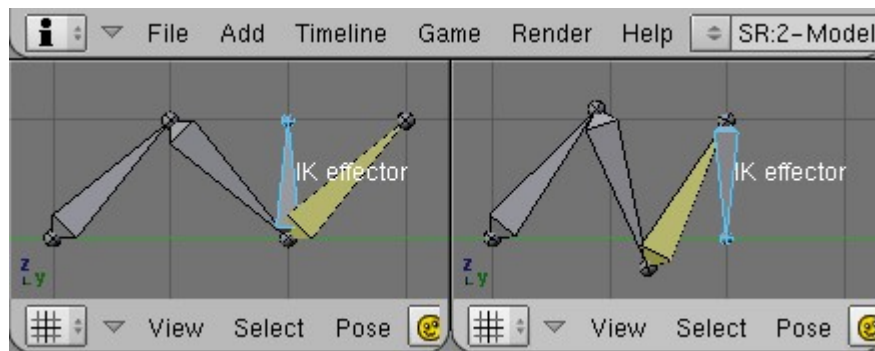 File Add Timeline Game Render Help SR:2-Model
IK effector
IK effector
z
y
z
y
View Select Pose
View Select Pose